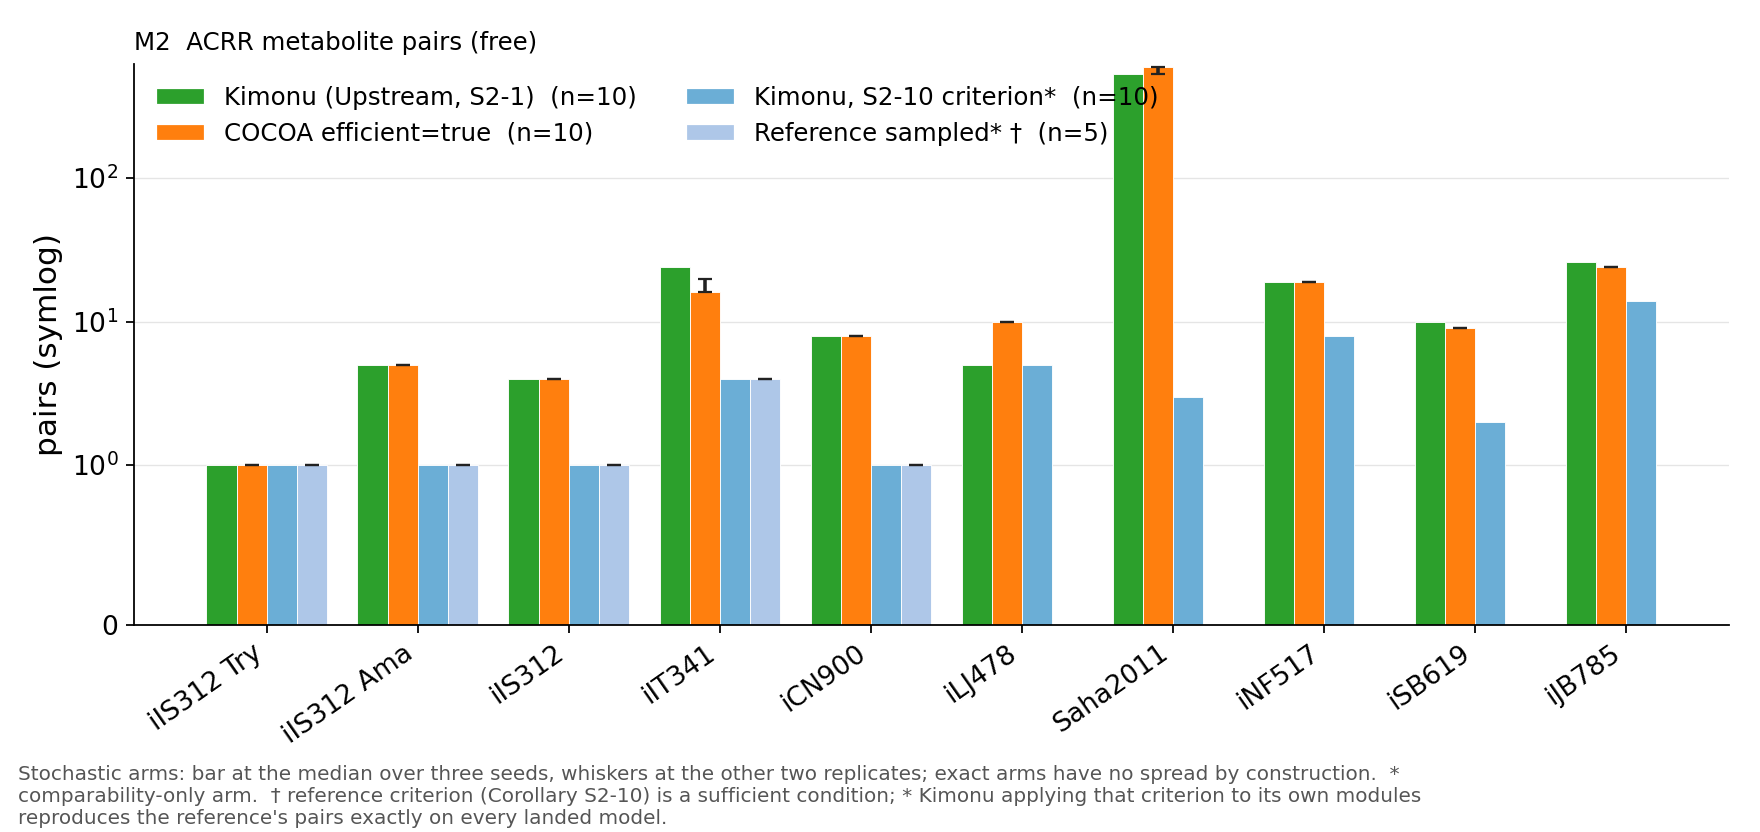 M2  ACRR metabolite pairs (free)
Kimonu (Upstream, S2-1)  (n=10)
COCOA efficient=true  (n=10)
Kimonu, S2-10 criterion*  (n=10)
Reference sampled* †  (n=5)
pairs (symlog)
10²
10¹
10⁰
0
iIS312 Try
iIS312 Ama
iIS312
iIT341
iCN900
iLJ478
Saha2011
iNF517
iSB619
iJB785
Stochastic arms: bar at the median over three seeds, whiskers at the other two replicates; exact arms have no spread by construction.  *
comparability-only arm.  † reference criterion (Corollary S2-10) is a sufficient condition; * Kimonu applying that criterion to its own modules
reproduces the reference's pairs exactly on every landed model.